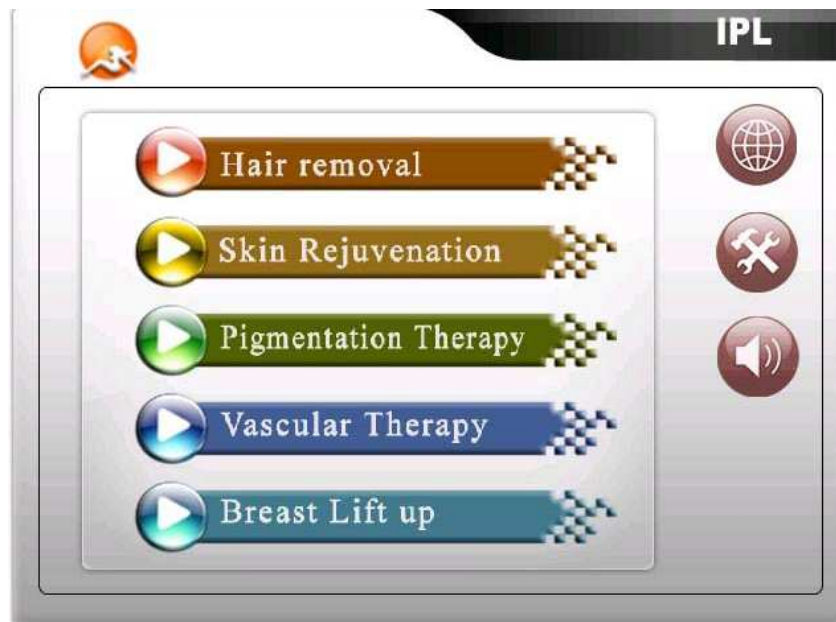 IPL
Hair removal
Skin Rejuvenation
Pigmentation Therapy
Vascular Therapy
Breast Lift up